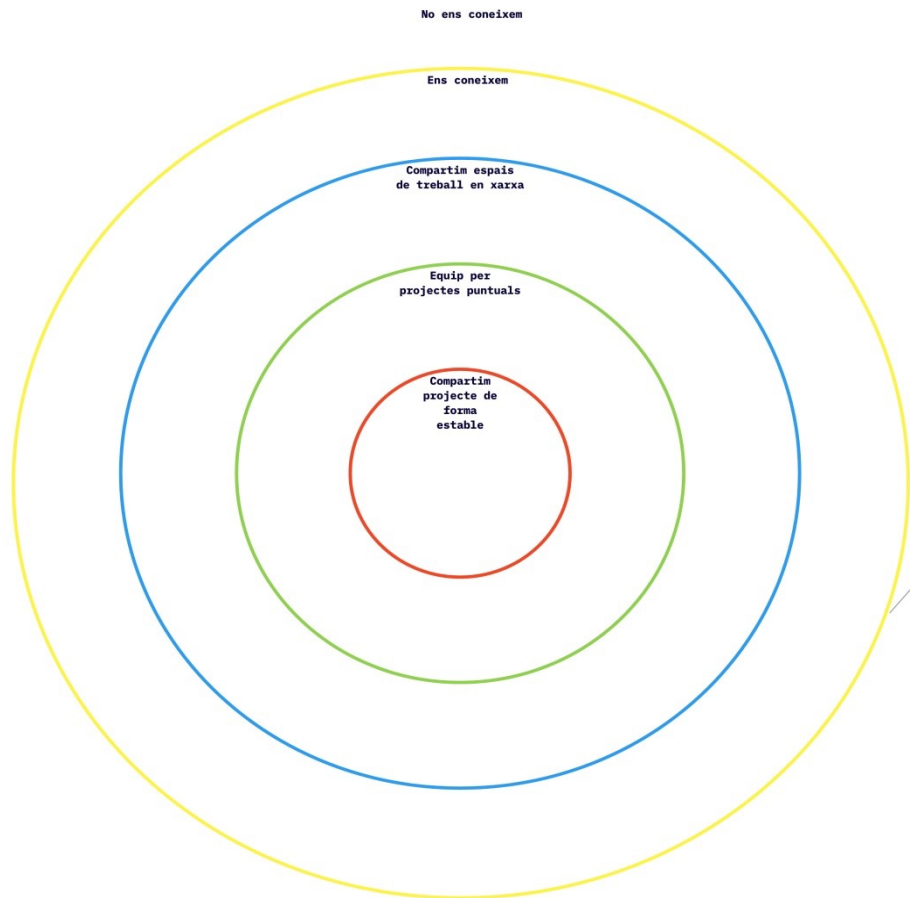 No ens coneixem
Ens coneixem
Compartim espais
de treball en xarxa
Equip per
projectes puntuals
Compartim
projecte de
forma
estable